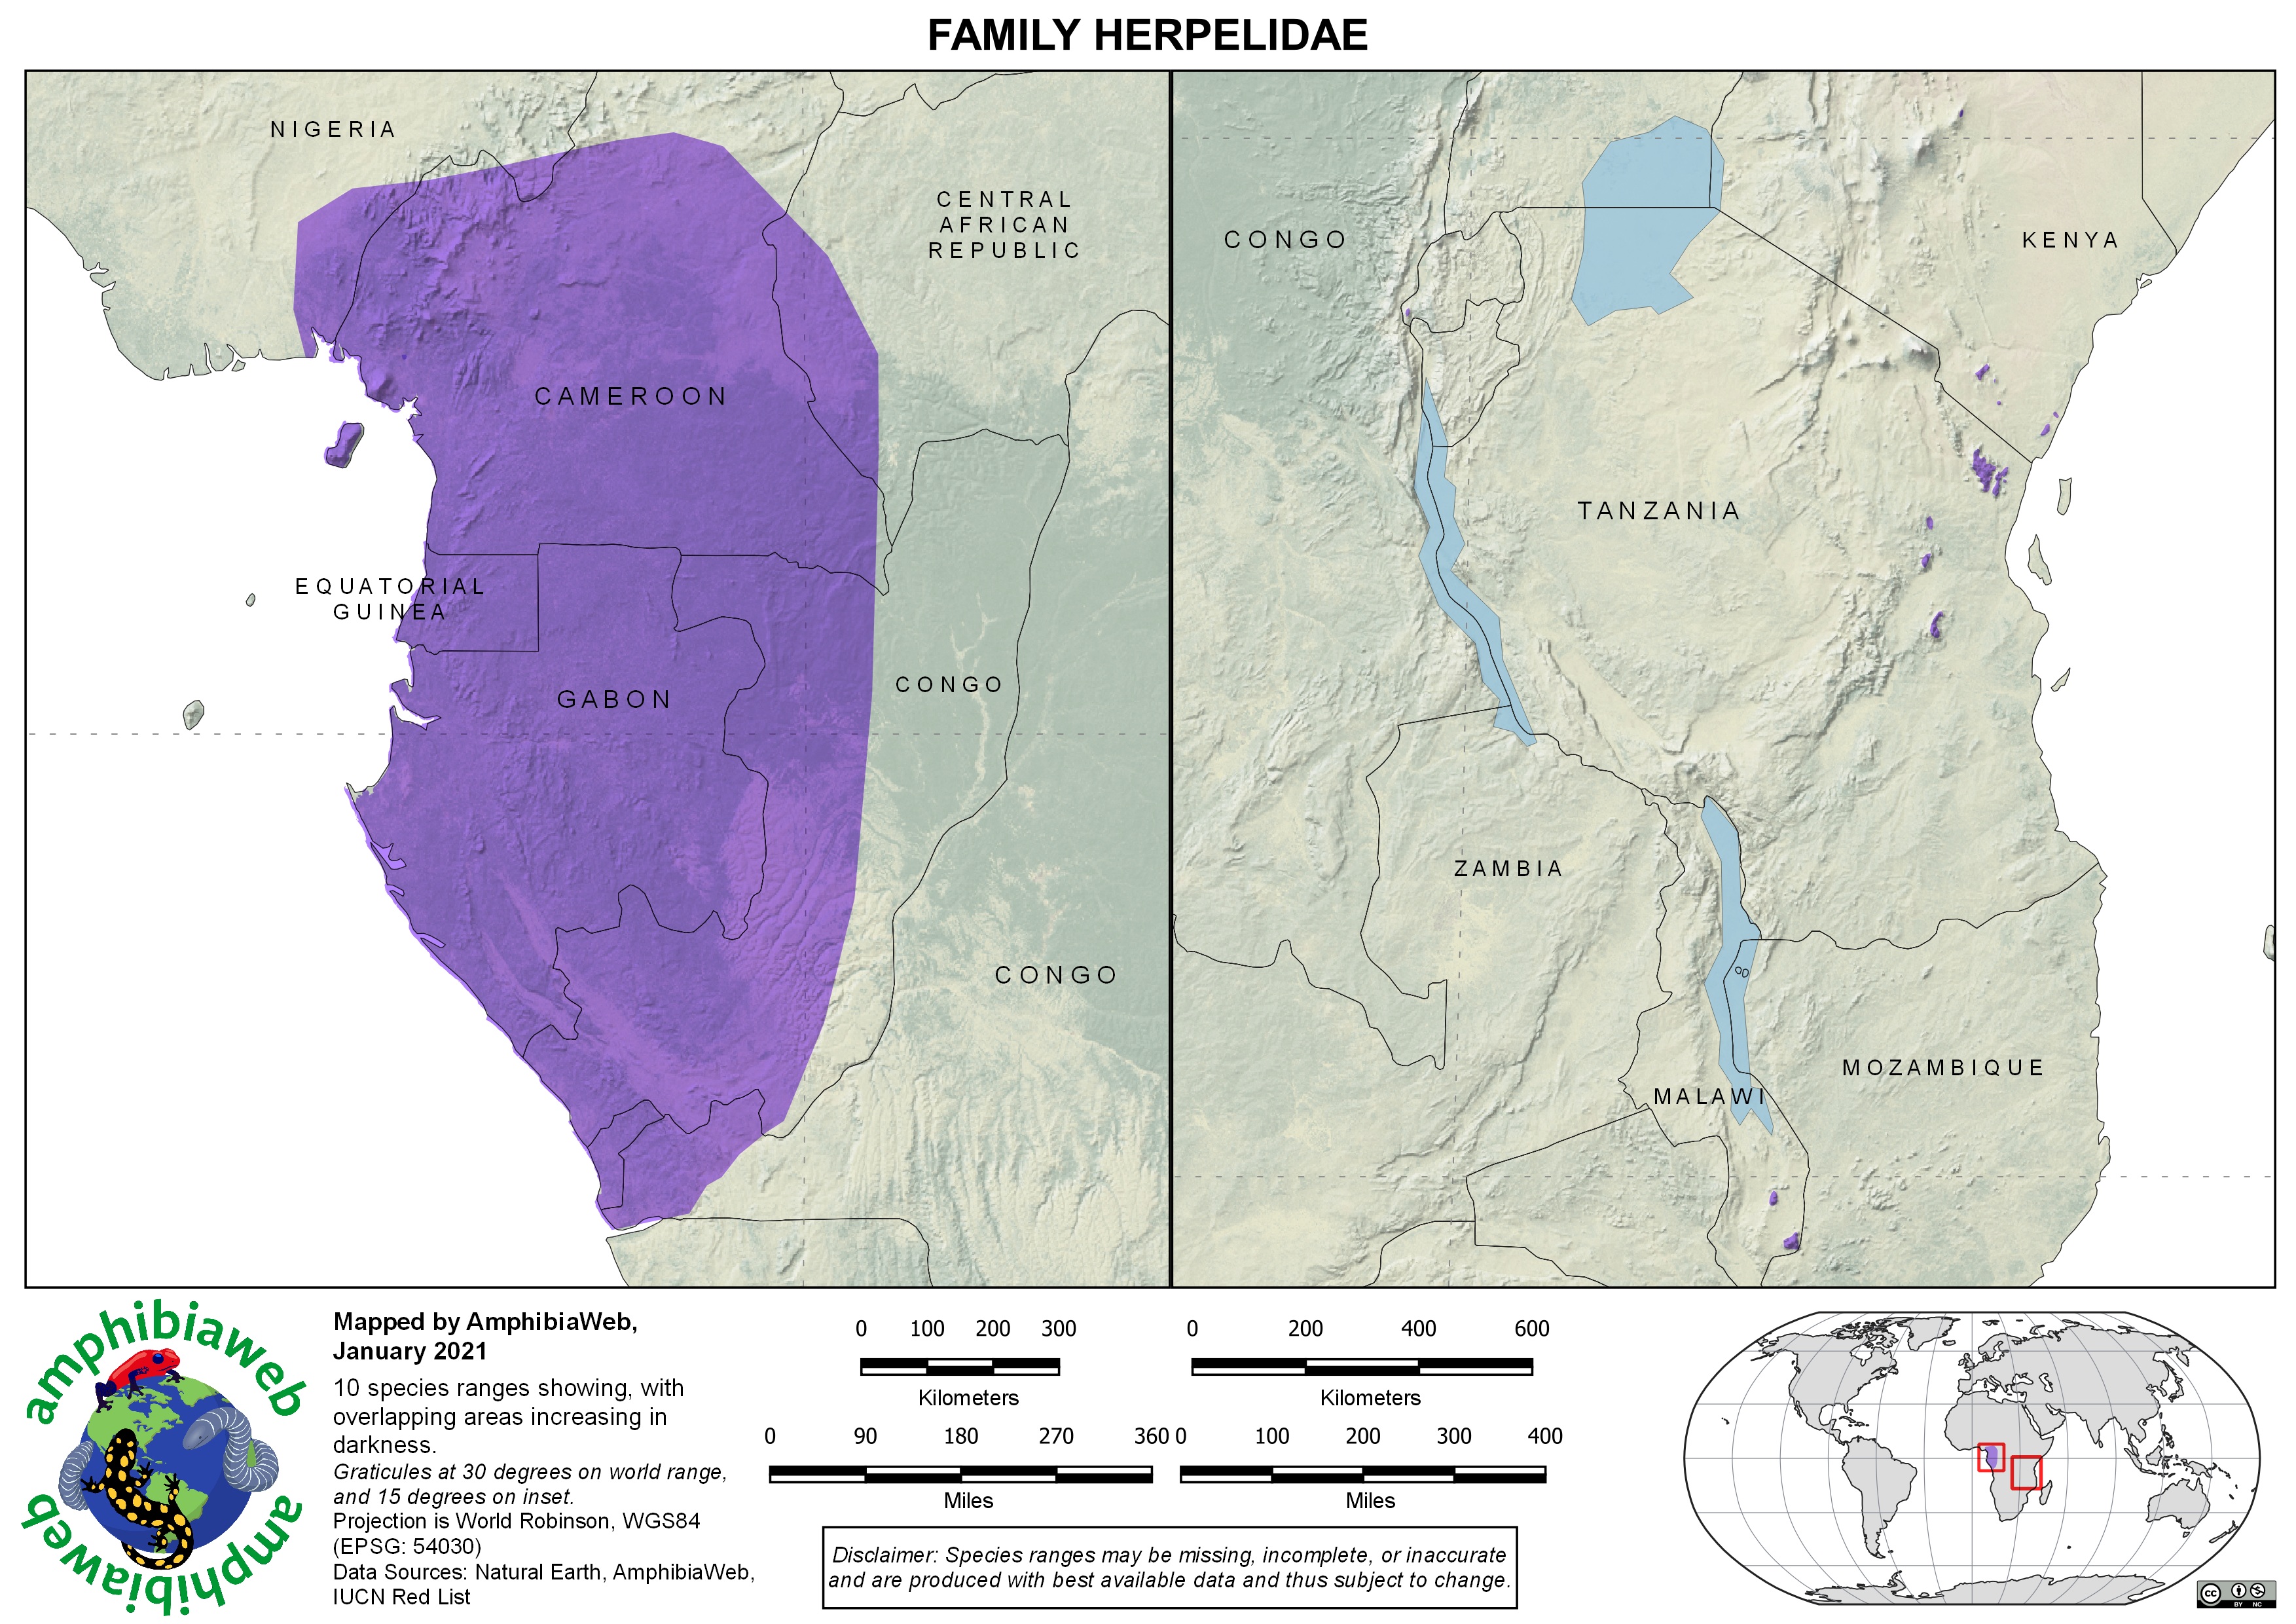 FAMILY HERPELIDAE
NIGERIA
CENTRAL
AFRICAN
REPUBLIC
CAMEROON
EQUATORIAL
GUINEA
GABON
CONGO
CONGO
CONGO
KENYA
TANZANIA
ZAMBIA
MALAWI
MOZAMBIQUE
amphibiaweb
amphibiaweb
Mapped by AmphibiaWeb,
January 2021
10 species ranges showing, with
overlapping areas increasing in
darkness.
Graticules at 30 degrees on world range,
and 15 degrees on inset.
Projection is World Robinson, WGS84
(EPSG: 54030)
Data Sources: Natural Earth, AmphibiaWeb,
IUCN Red List
0 100 200 300
Kilometers
0 90 180 270 360
Miles
0 200 400 600
Kilometers
0 100 200 300 400
Miles
Disclaimer: Species ranges may be missing, incomplete, or inaccurate
and are produced with best available data and thus subject to change.
cc
BY NC